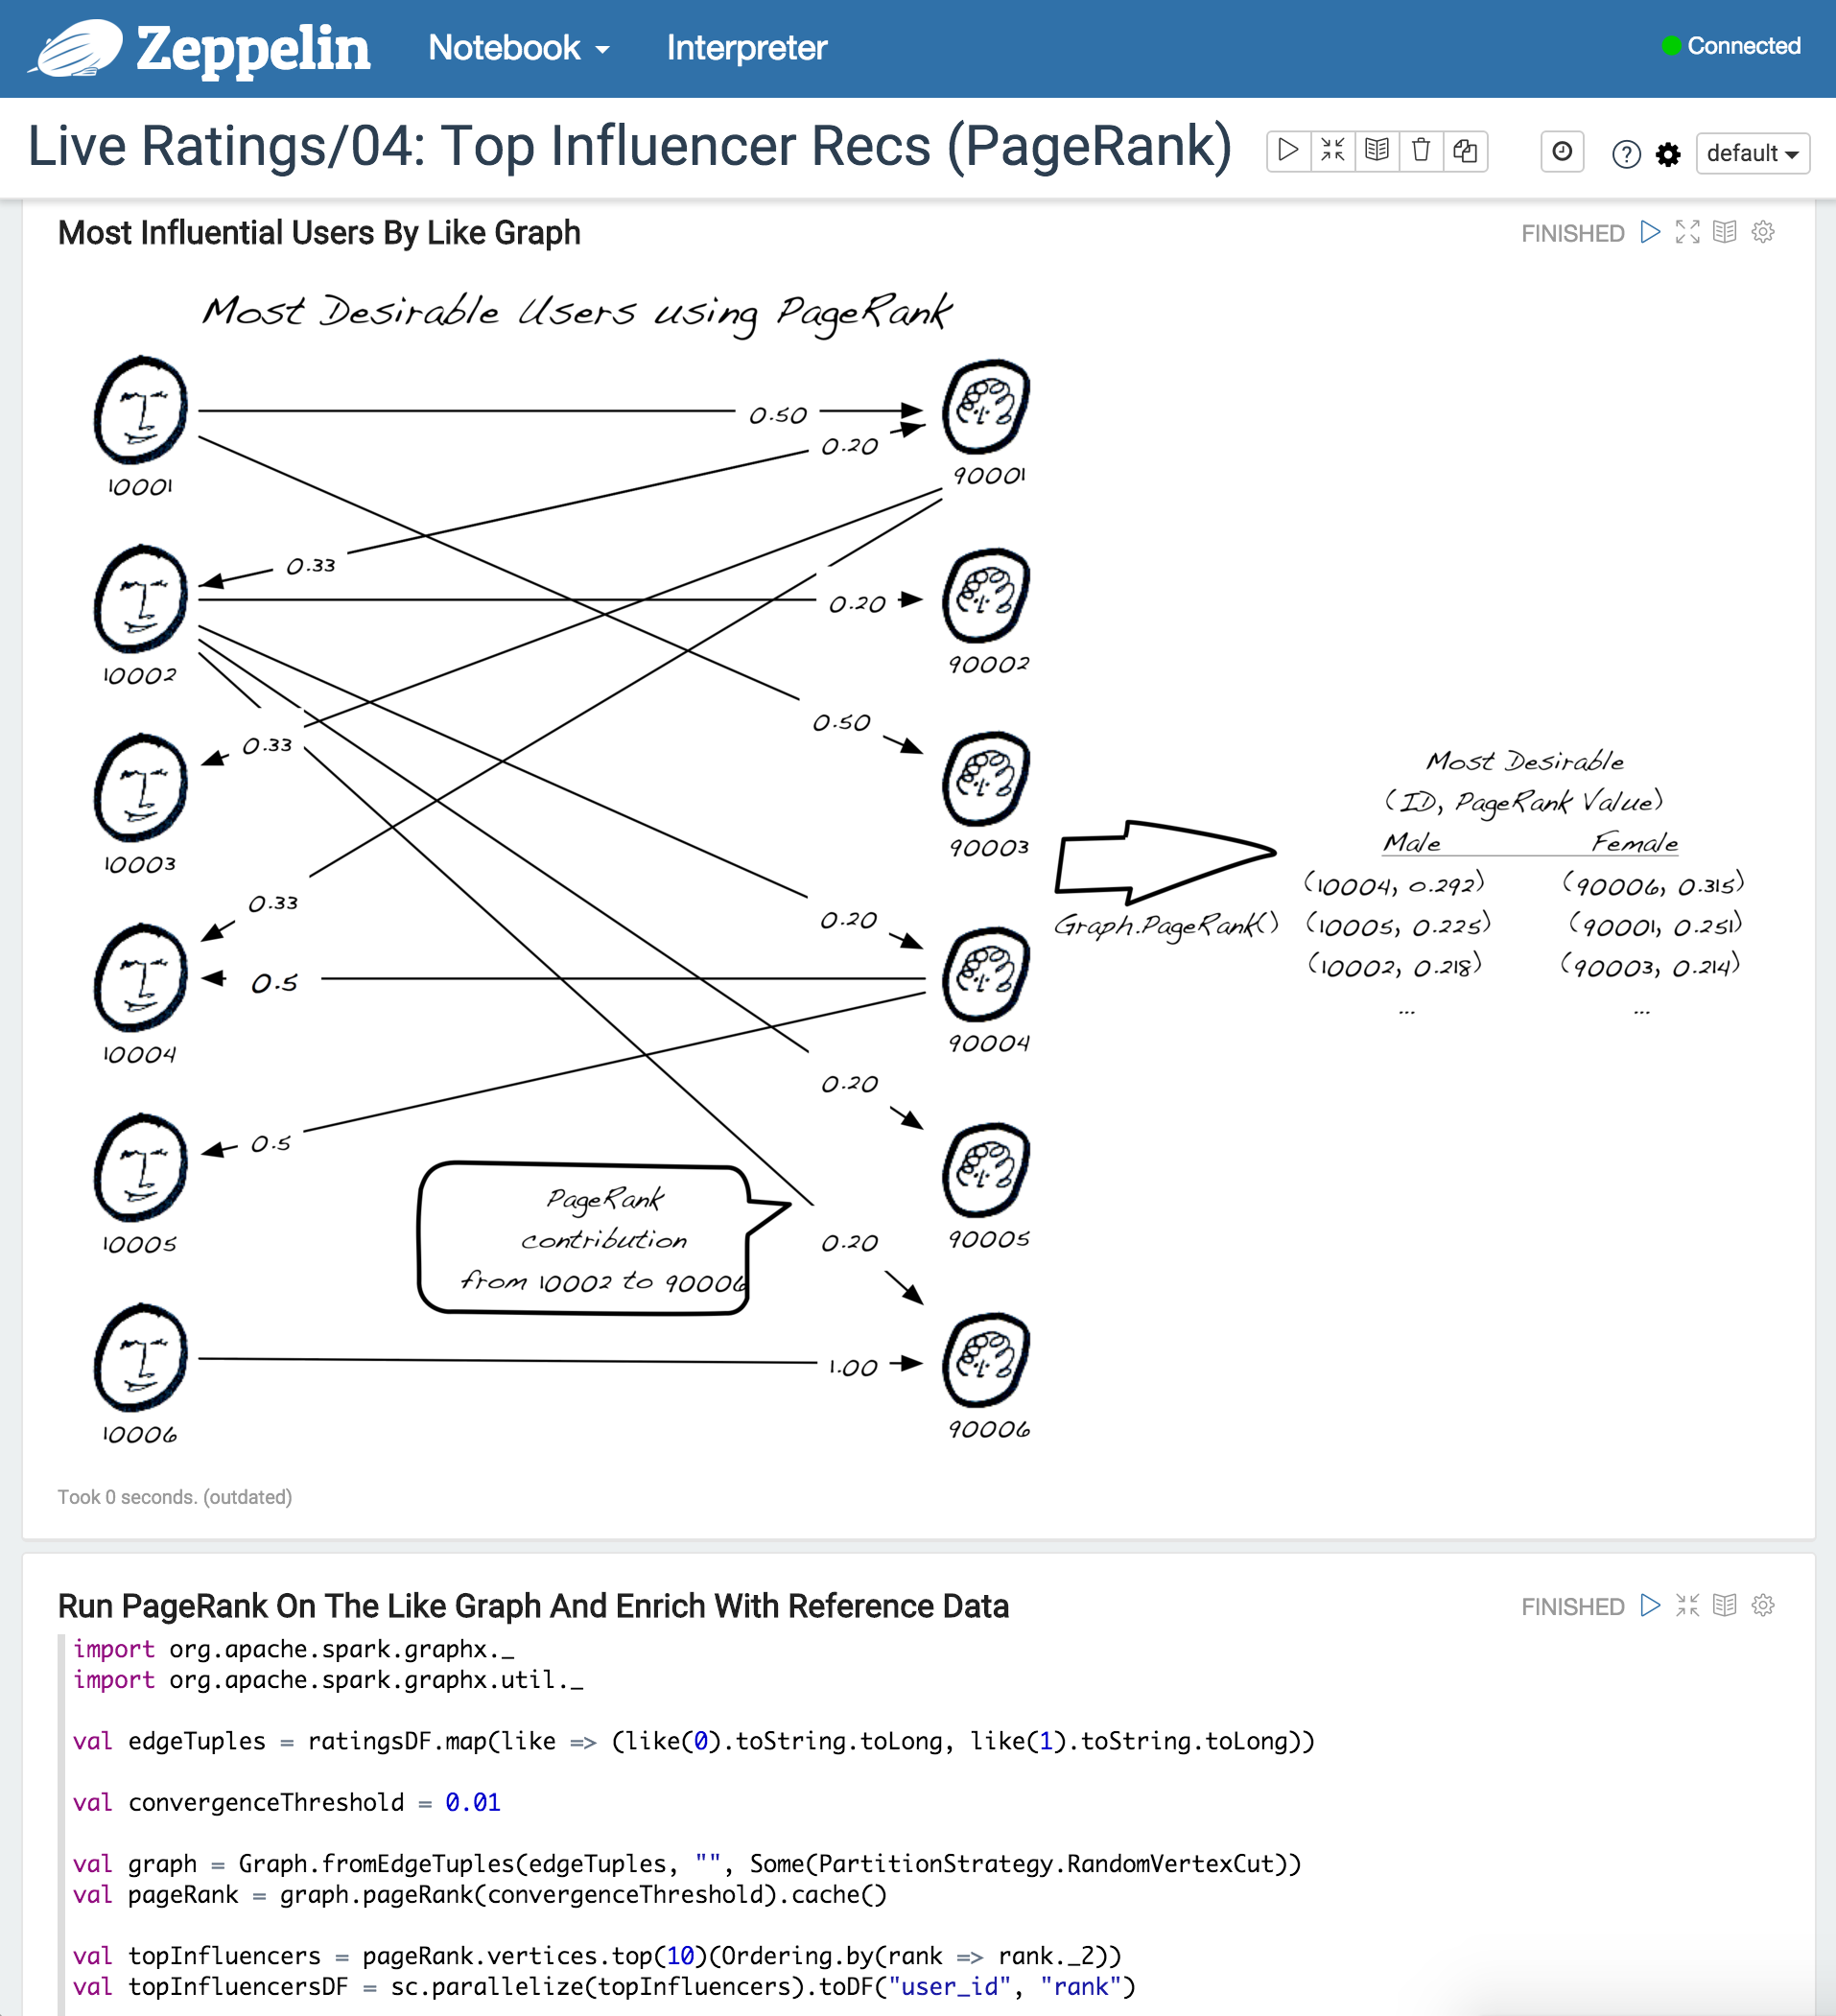 Zeppelin Notebook Interpreter Connected
Live Ratings/04: Top Influencer Recs (PageRank) default
Most Influential Users By Like Graph FINISHED
Most Desirable Users using PageRank
0.50
0.20
10001 90001
0.33
0.20
10002 90002
0.50
0.33
10003 90003
0.33
0.20
0.5
10004 90004
0.20
0.5
10005 90005
PageRank
contribution
from 10002 to 90006
0.20
1.00
10006 90006
Graph.PageRank()
Most Desirable
(ID, PageRank Value)
Male Female
(10004, 0.292) (90006, 0.315)
(10005, 0.225) (90001, 0.251)
(10002, 0.218) (90003, 0.214)
... ...
Took 0 seconds. (outdated)
Run PageRank On The Like Graph And Enrich With Reference Data FINISHED
import org.apache.spark.graphx._
import org.apache.spark.graphx.util._
val edgeTuples = ratingsDF.map(like => (like(0).toString.toLong, like(1).toString.toLong))
val convergenceThreshold = 0.01
val graph = Graph.fromEdgeTuples(edgeTuples, "", Some(PartitionStrategy.RandomVertexCut))
val pageRank = graph.pageRank(convergenceThreshold).cache()
val topInfluencers = pageRank.vertices.top(10)(Ordering.by(rank => rank._2))
val topInfluencersDF = sc.parallelize(topInfluencers).toDF("user_id", "rank")